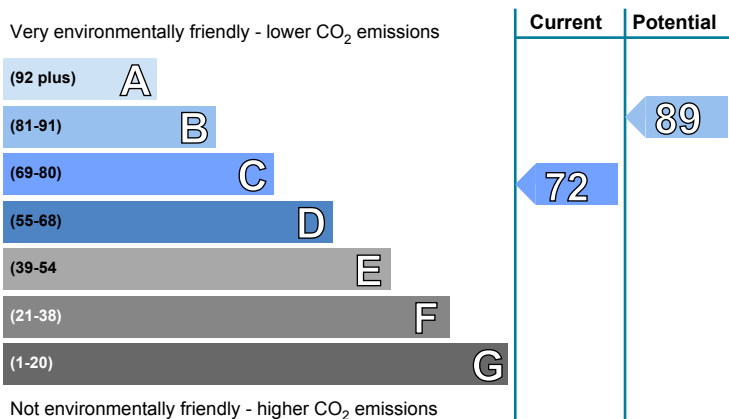 Current Potential
Very environmentally friendly - lower CO₂ emissions
(92 plus) A
(81-91) B 89
(69-80) C 72
(55-68) D
(39-54 E
(21-38) F
(1-20) G
Not environmentally friendly - higher CO₂ emissions